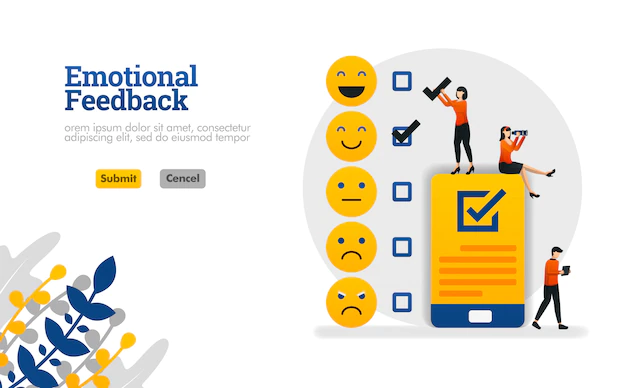 Emotional
Feedback
orem ipsum dolor sit amet, consectetur
adipiscing elit, sed do eiusmod tempor
Submit
Cencel